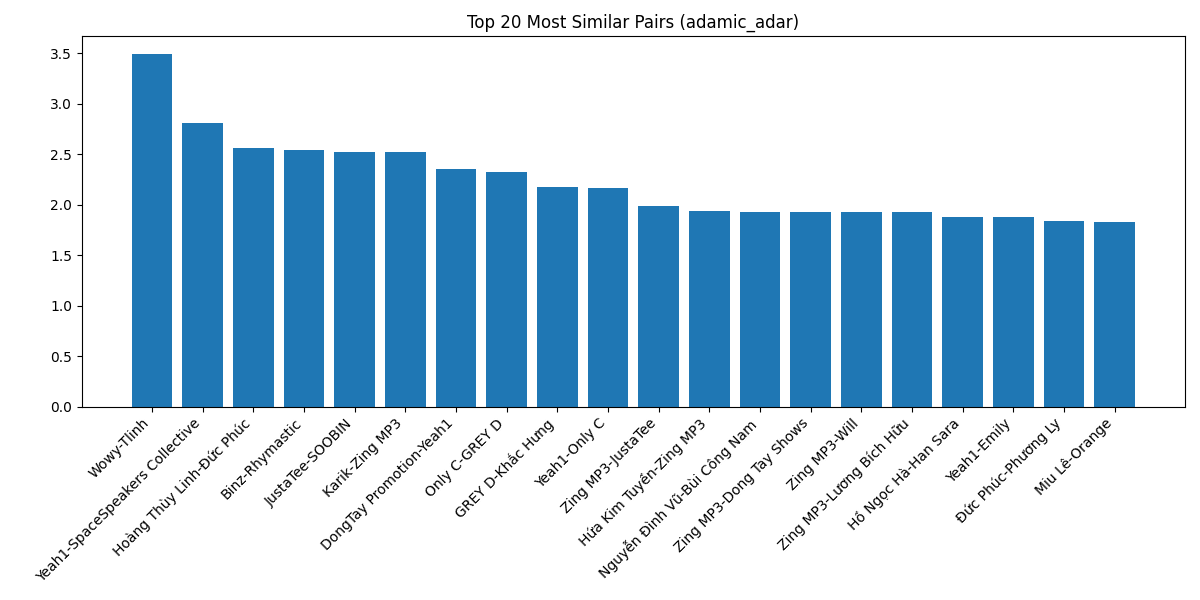 Top 20 Most Similar Pairs (adamic_adar)
3.5
3.0
2.5
2.0
1.5
1.0
0.5
0.0
Wowy-Tlinh
Yeah1-SpaceSpeakers Collective
Hoàng Thùy Linh-Đức Phúc
Binz-Rhymastic
JustaTee-SOOBIN
Karik-Zing MP3
DongTay Promotion-Yeah1
Only C-GREY D
GREY D-Khắc Hưng
Yeah1-Only C
Zing MP3-JustaTee
Hứa Kim Tuyền-Zing MP3
Nguyễn Đình Vũ-Bùi Công Nam
Zing MP3-Dong Tay Shows
Zing MP3-Will
Zing MP3-Lương Bích Hữu
Hồ Ngọc Hà-Han Sara
Yeah1-Emily
Đức Phúc-Phương Ly
Miu Lê-Orange